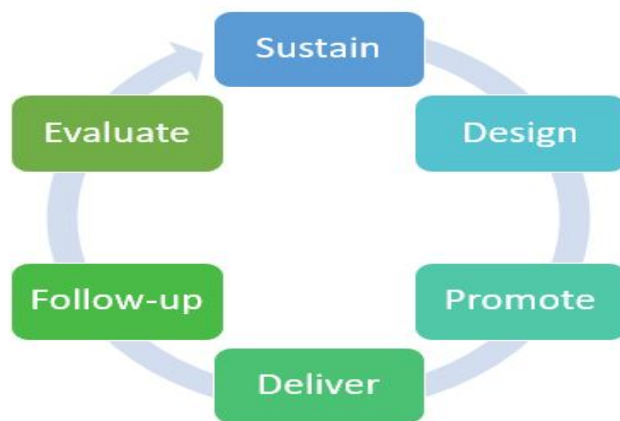 Sustain
Design
Promote
Deliver
Follow-up
Evaluate